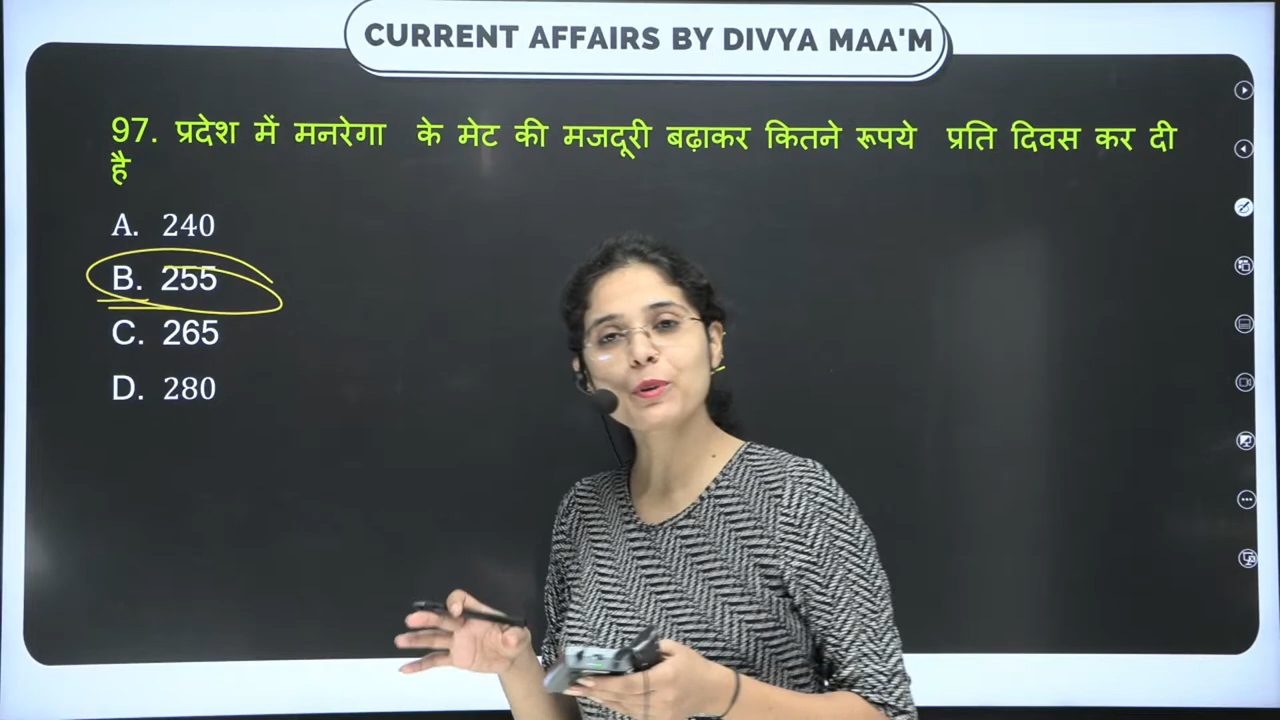 CURRENT AFFAIRS BY DIVYA MAA'M
97. प्रदेश में मनरेगा के मेट की मजदूरी बढ़ाकर कितने रूपये प्रति दिवस कर दी
है
A. 240
B. 255
C. 265
D. 280